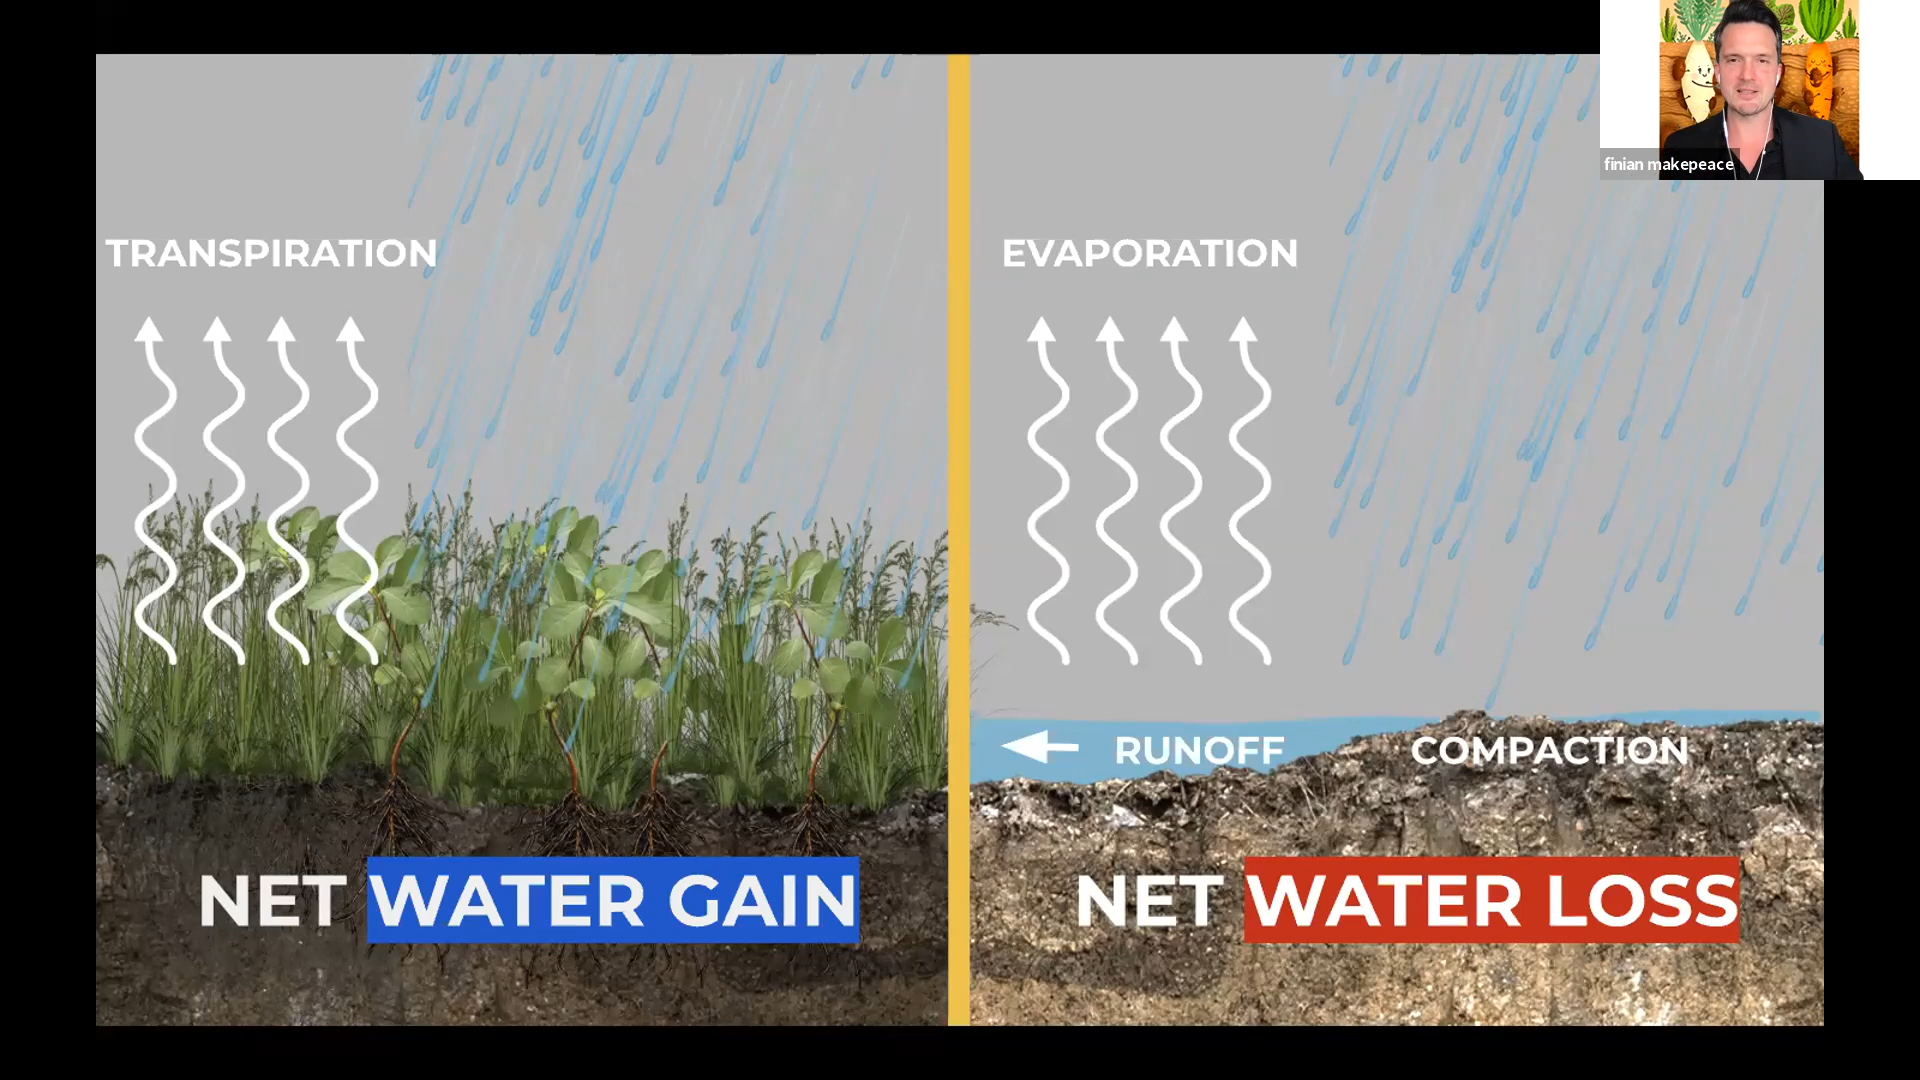 finian makepeace
TRANSPIRATION
EVAPORATION
RUNOFF
COMPACTION
NET WATER GAIN
NET WATER LOSS